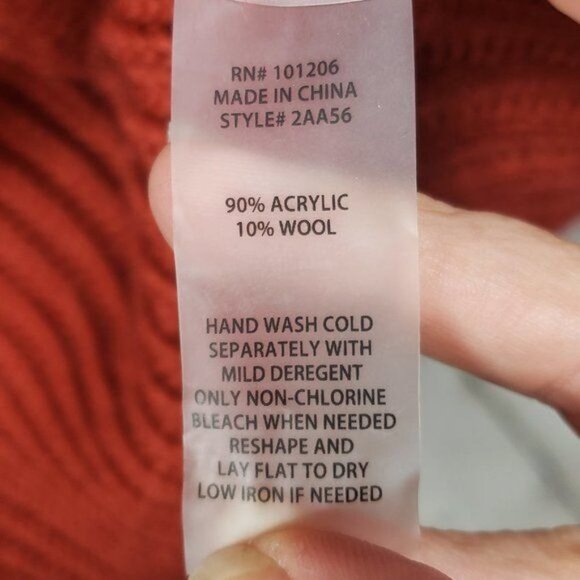 RN# 101206
MADE IN CHINA
STYLE# 2AA56
90% ACRYLIC
10% WOOL
HAND WASH COLD
SEPARATELY WITH
MILD DEREGENT
ONLY NON-CHLORINE
BLEACH WHEN NEEDED
RESHAPE AND
LAY FLAT TO DRY
LOW IRON IF NEEDED